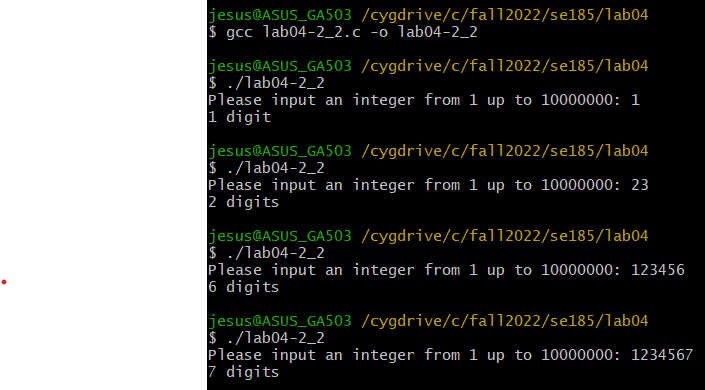 jesus@ASUS_GA503 /cygdrive/c/fall2022/se185/lab04
$ gcc lab04-2_2.c -o lab04-2_2
jesus@ASUS_GA503 /cygdrive/c/fall2022/se185/lab04
$ ./lab04-2_2
Please input an integer from 1 up to 10000000: 1
1 digit
jesus@ASUS_GA503 /cygdrive/c/fall2022/se185/lab04
$ ./lab04-2_2
Please input an integer from 1 up to 10000000: 23
2 digits
jesus@ASUS_GA503 /cygdrive/c/fall2022/se185/lab04
$ ./lab04-2_2
Please input an integer from 1 up to 10000000: 123456
6 digits
jesus@ASUS_GA503 /cygdrive/c/fall2022/se185/lab04
$ ./lab04-2_2
Please input an integer from 1 up to 10000000: 1234567
7 digits